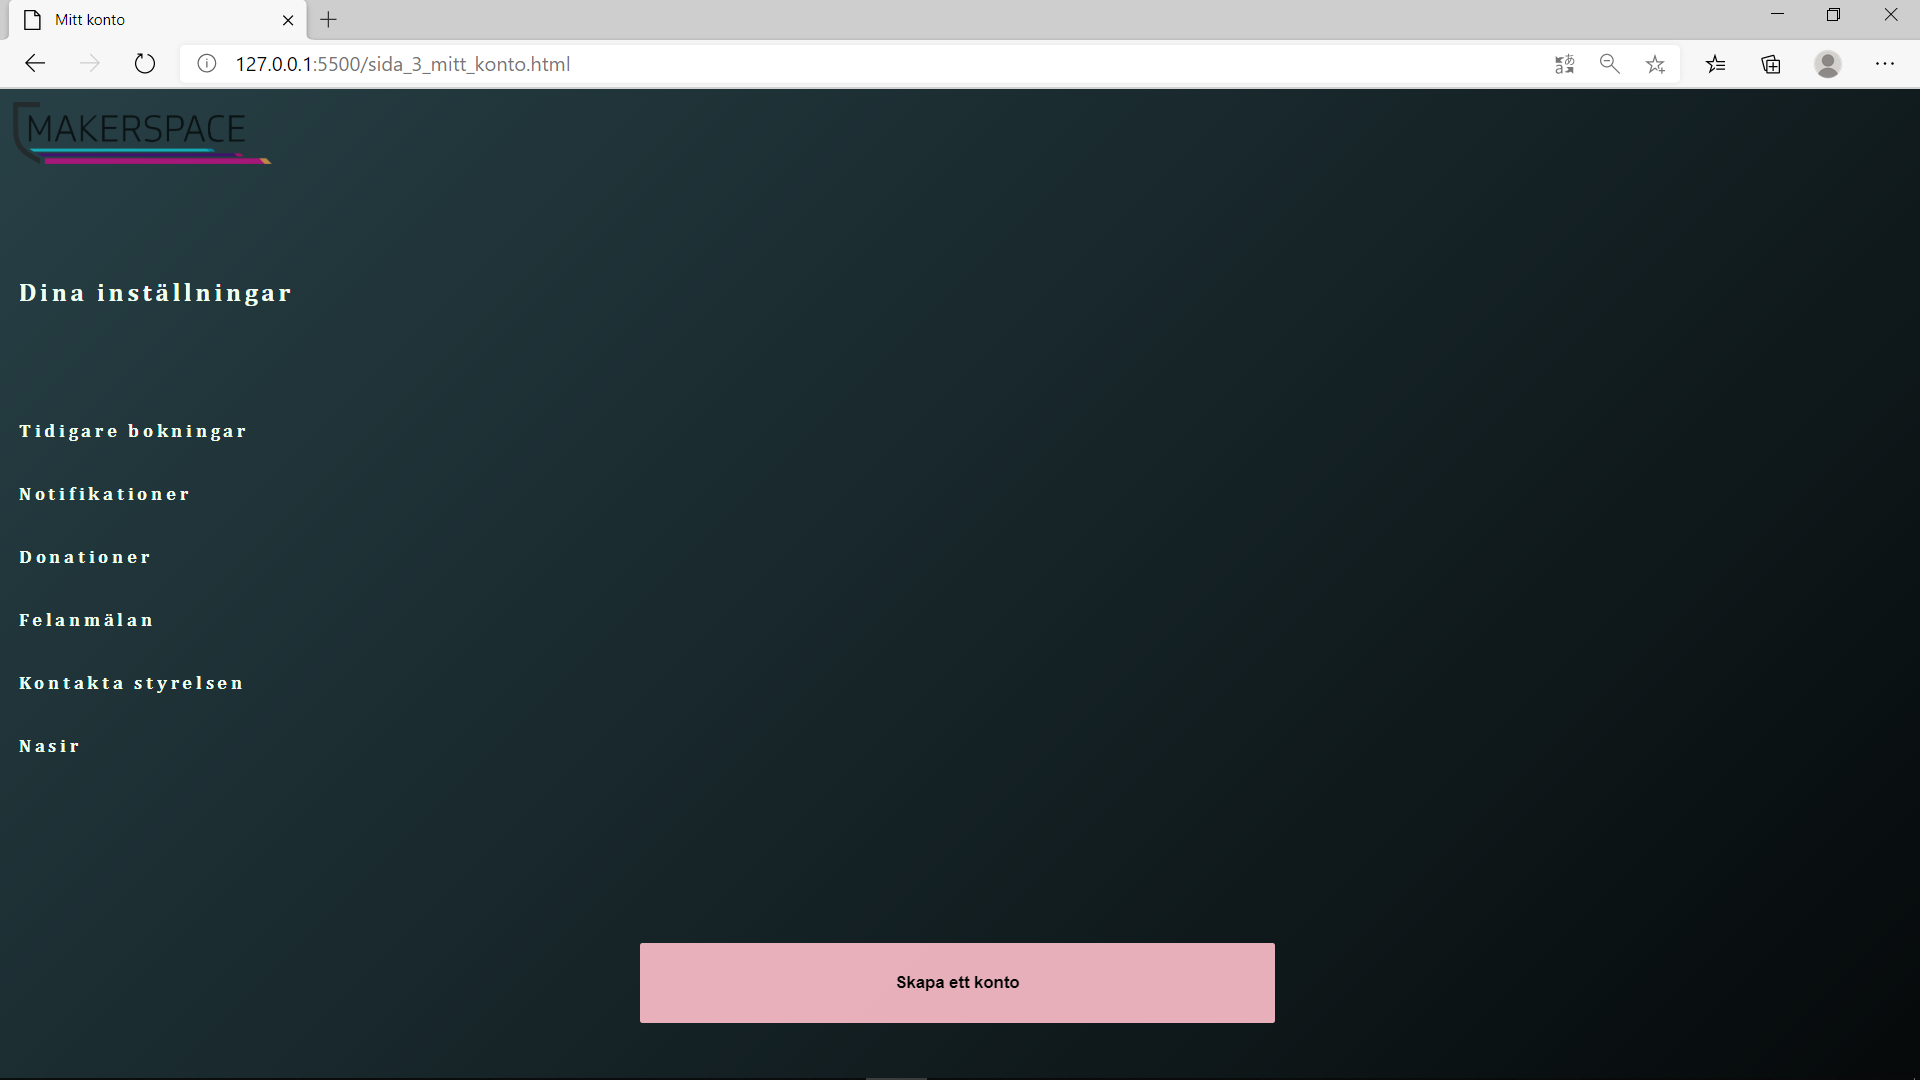 Mitt konto
127.0.0.1:5500/sida_3_mitt_konto.html
MAKERSPACE
Dina inställningar
Tidigare bokningar
Notifikationer
Donationer
Felanmälan
Kontakta styrelsen
Nasir
Skapa ett konto